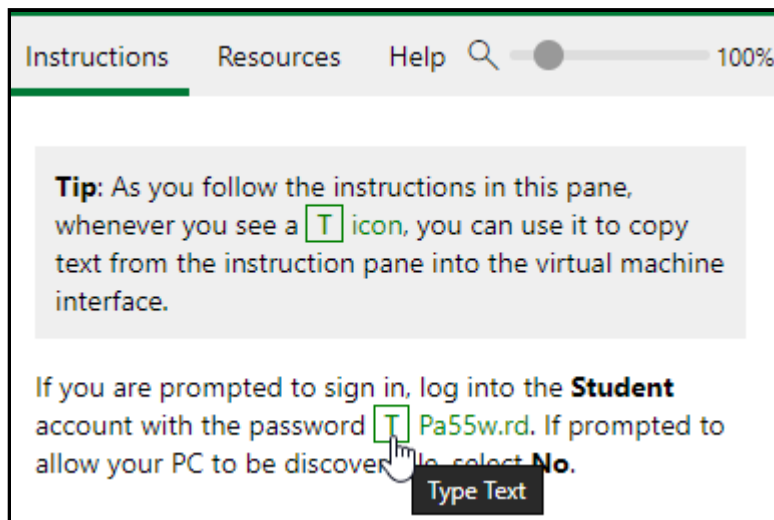 Instructions Resources Help 100%
Tip: As you follow the instructions in this pane,
whenever you see a T icon, you can use it to copy
text from the instruction pane into the virtual machine
interface.
If you are prompted to sign in, log into the Student
account with the password T Pa55w.rd. If prompted to
allow your PC to be select No.
Type Text